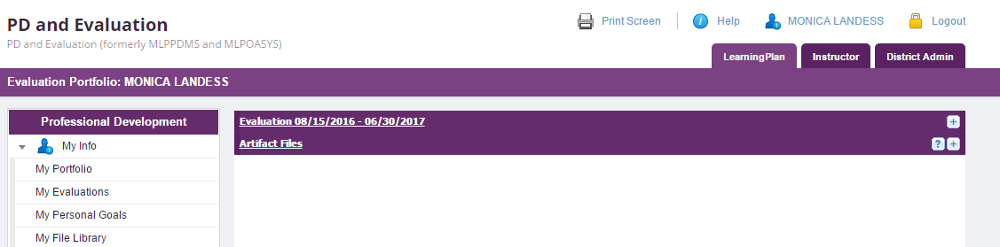 PD and Evaluation
PD and Evaluation (formerly MLPPDMS and MLPOASYS)
Print Screen
Help
MONICA LANDESS
Logout
LearningPlan
Instructor
District Admin
Evaluation Portfolio: MONICA LANDESS
Professional Development
My Info
My Portfolio
My Evaluations
My Personal Goals
My File Library
Evaluation 08/15/2016 - 06/30/2017
+
Artifact Files
? +